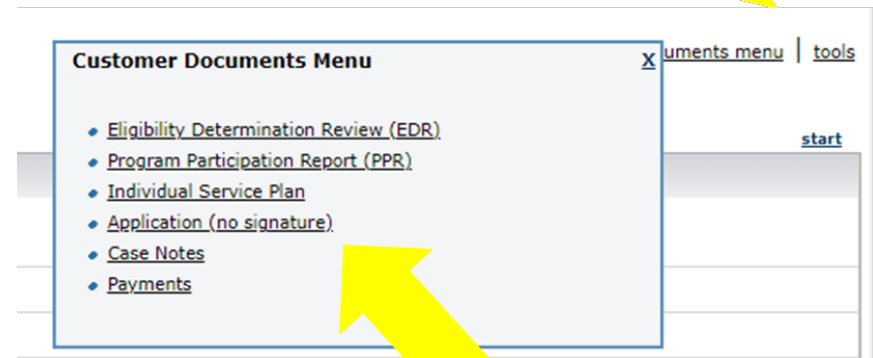 Customer Documents Menu X uments menu | tools
Eligibility Determination Review (EDR)
start
Program Participation Report (PPR)
Individual Service Plan
Application (no signature)
Case Notes
Payments